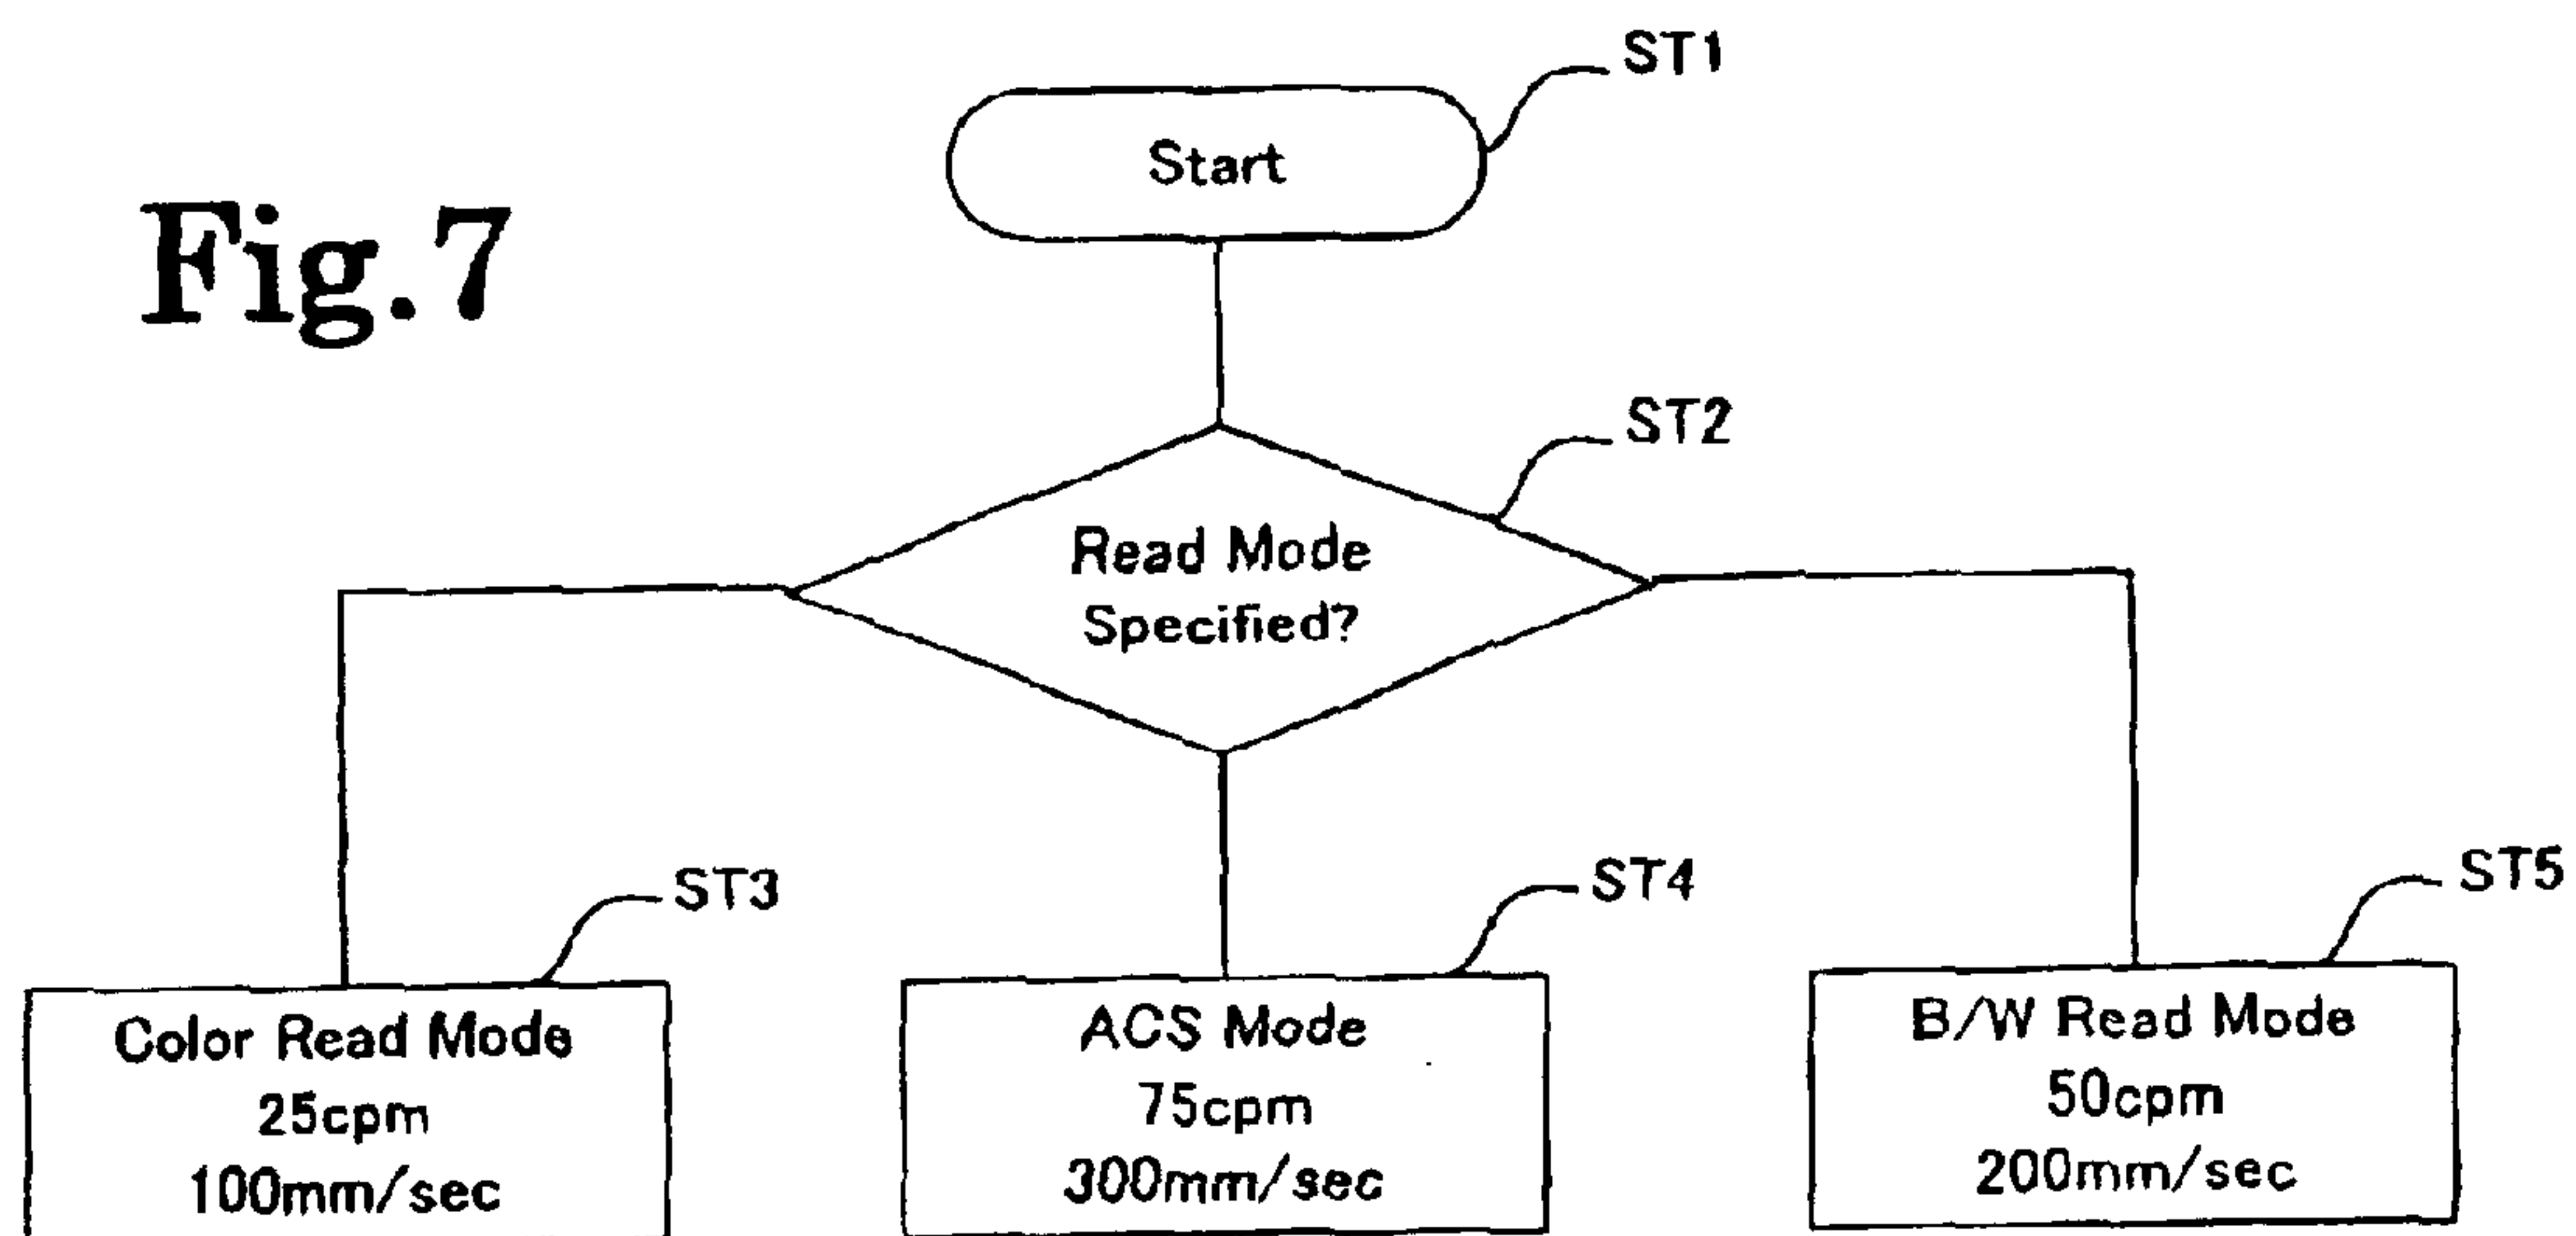 Fig.7
ST1
Start
ST2
Read Mode
Specified?
ST3
Color Read Mode
25cpm
100mm/sec
ST4
ACS Mode
75cpm
300mm/sec
ST5
B/W Read Mode
50cpm
200mm/sec